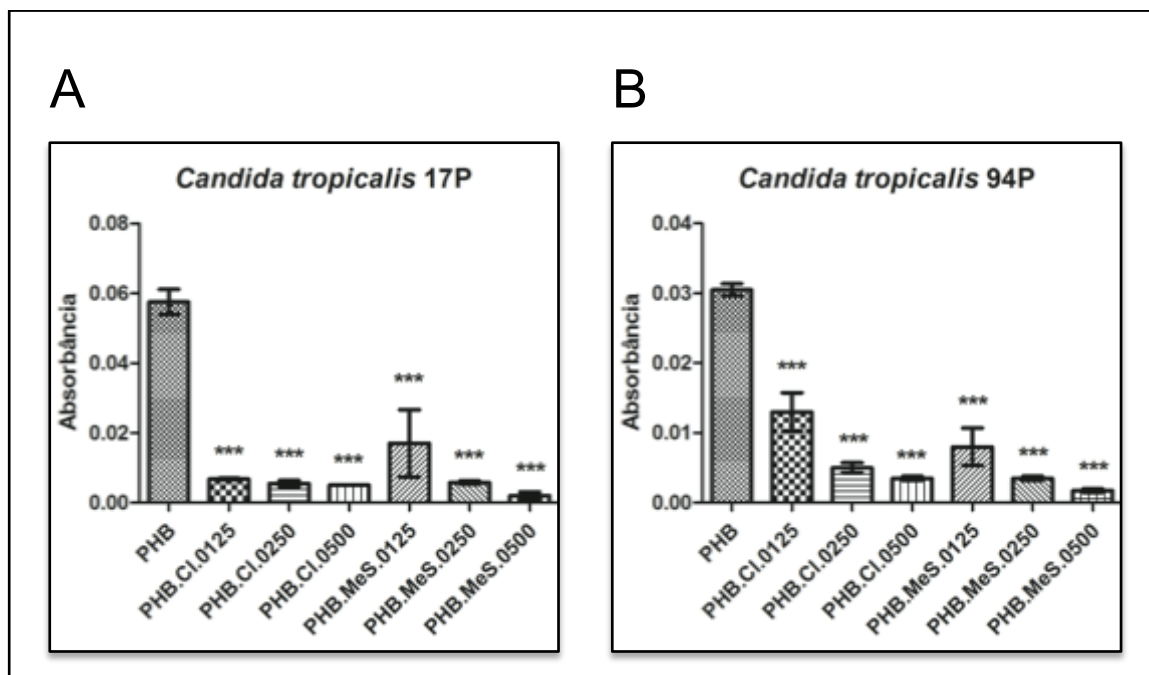 A
B
Candida tropicalis 17P
0.08
0.06
0.04
0.02
0.00
Absorbância
***
***
***
***
***
***
PHB
PHB.Cl.0125
PHB.Cl.0250
PHB.Cl.0500
PHB.MeS.0125
PHB.MeS.0250
PHB.MeS.0500
Candida tropicalis 94P
0.04
0.03
0.02
0.01
0.00
Absorbância
***
***
***
***
***
***
PHB
PHB.Cl.0125
PHB.Cl.0250
PHB.Cl.0500
PHB.MeS.0125
PHB.MeS.0250
PHB.MeS.0500